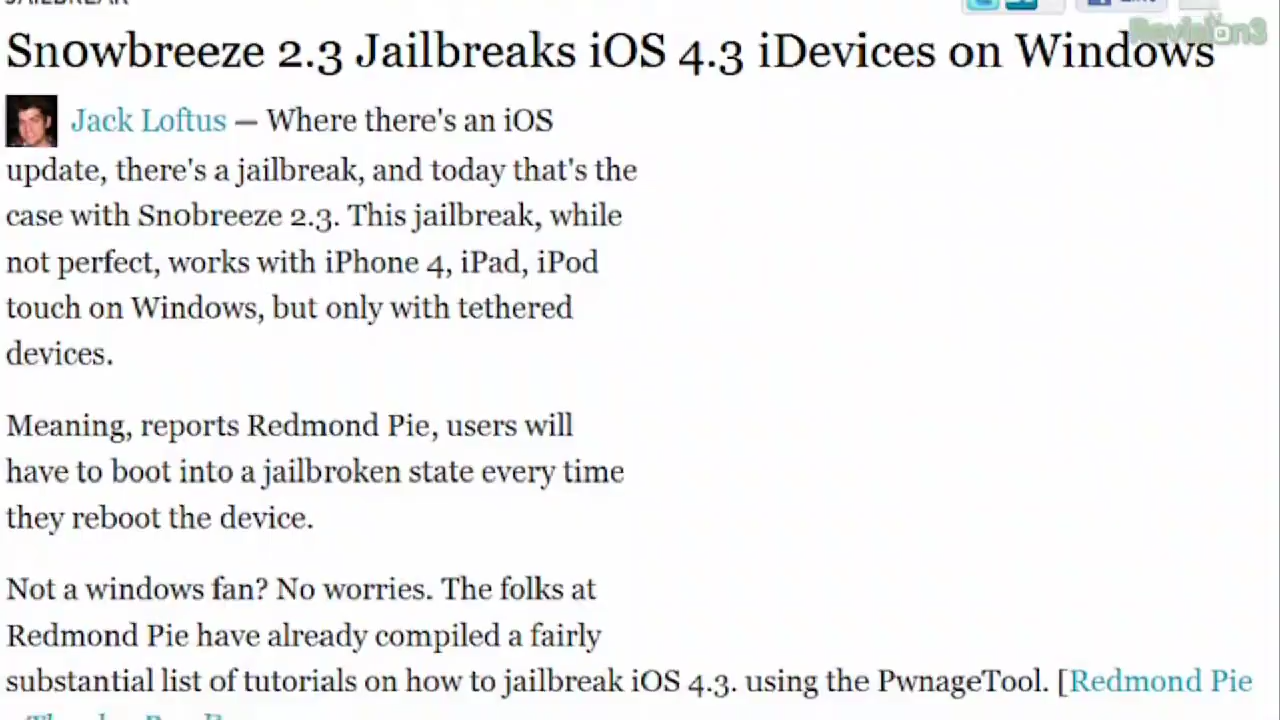 JAILBREAK
Snowbreeze 2.3 Jailbreaks iOS 4.3 iDevices on Windows
Revision3
Jack Loftus — Where there's an iOS
update, there's a jailbreak, and today that's the
case with Snobreeze 2.3. This jailbreak, while
not perfect, works with iPhone 4, iPad, iPod
touch on Windows, but only with tethered
devices.
Meaning, reports Redmond Pie, users will
have to boot into a jailbroken state every time
they reboot the device.
Not a windows fan? No worries. The folks at
Redmond Pie have already compiled a fairly
substantial list of tutorials on how to jailbreak iOS 4.3. using the PwnageTool. [Redmond Pie